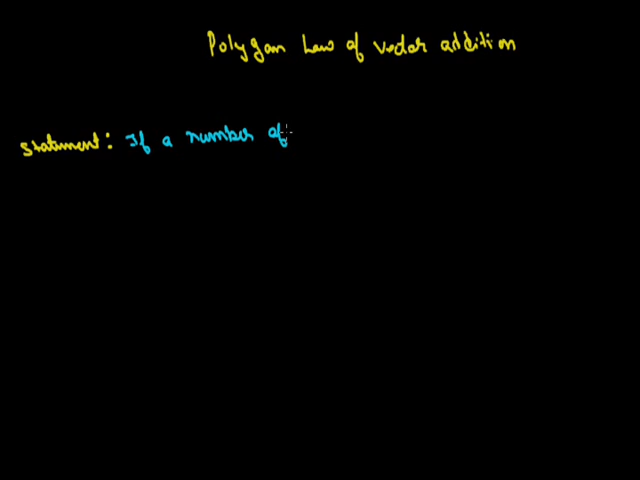 Polygon Law of vector addition
Statement: If a number of